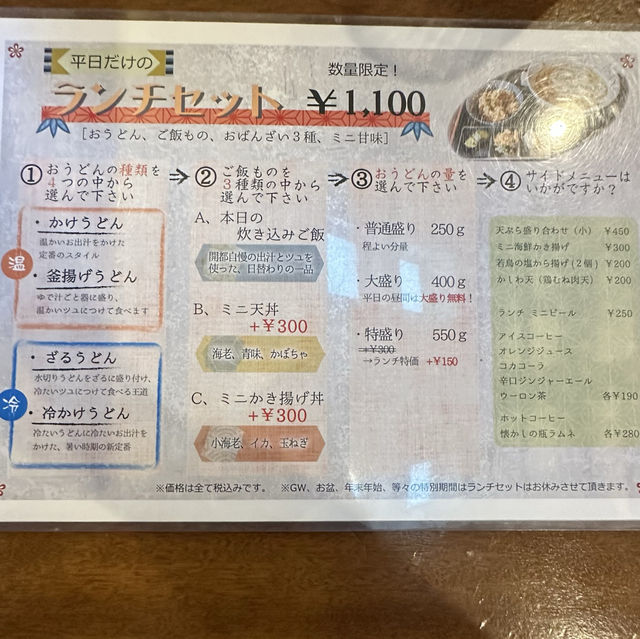 平日だけの
数量限定！
ランチセット ￥1,100
［おうどん、ご飯もの、おばんざい３種、ミニ甘味］
① おうどんの種類を
４つの中から
選んで下さい
温
・かけうどん
温かいお出汁をかけた
定番のスタイル
・釜揚げうどん
ゆで汁ごと器に盛り、
温かいツユにつけて食べます
冷
・ざるうどん
水切りうどんをざるに盛り付け、
冷たいツユにつけて食べる王道
・冷かけうどん
冷たいうどんに冷たいお出汁を
かけた、暑い時期の新定番
⇒ ② ご飯ものを
３種類の中から
選んで下さい
A、本日の
炊き込みご飯
開都自慢の出汁とツユを
使った、日替わりの一品
B、ミニ天丼
+￥300
海老、青味、かぼちゃ
C、ミニかき揚げ丼
+￥300
小海老、イカ、玉ねぎ
⇒ ③ おうどんの量を
選んで下さい
・普通盛り 250ｇ
程よい分量
・大盛り 400ｇ
平日の昼間は大盛り無料！
・特盛り 550ｇ
+￥300
→ランチ特価 +￥150
⇒ ④ サイドメニューは
いかがですか？
天ぷら盛り合わせ（小） ￥450
ミニ海鮮かき揚げ ￥300
若鳥の塩から揚げ(２個) ￥200
かしわ天（鶏むね肉天） ￥200
ランチ ミニビール ￥250
アイスコーヒー
オレンジジュース
コカコーラ
辛口ジンジャーエール
ウーロン茶 各￥190
ホットコーヒー
懐かしの瓶ラムネ 各￥280
※価格は全て税込みです。 ※GW、お盆、年末年始、等々の特別期間はランチセットはお休みさせて頂きます。